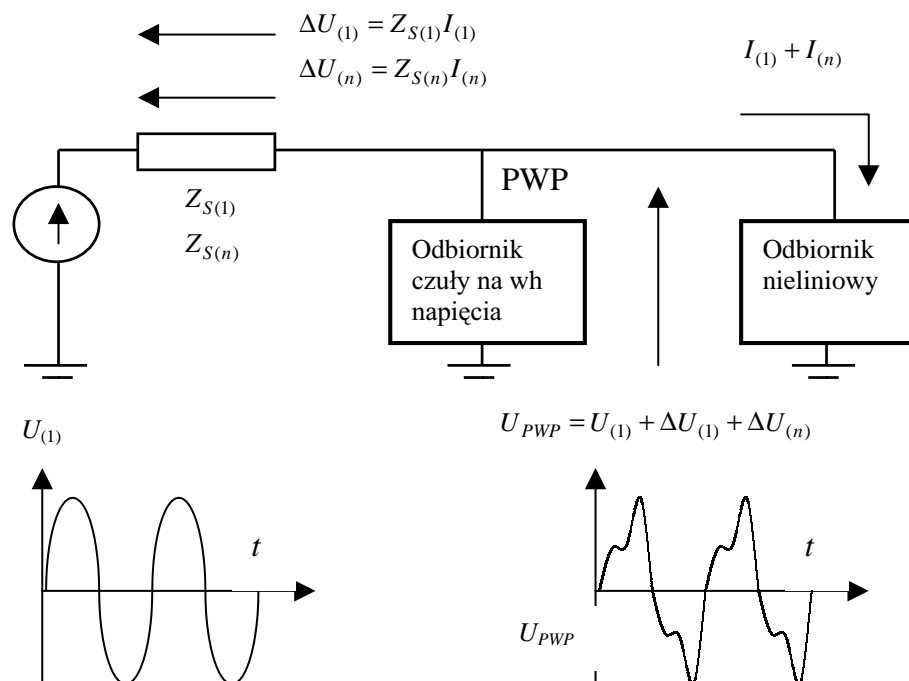 ΔU(1) = ZS(1)I(1)
ΔU(n) = ZS(n)I(n)
I(1) + I(n)
PWP
ZS(1)
ZS(n)
Odbiornik
czuły na wh
napięcia
Odbiornik
nieliniowy
U(1)
UPWP = U(1) + ΔU(1) + ΔU(n)
t
t
UPWP